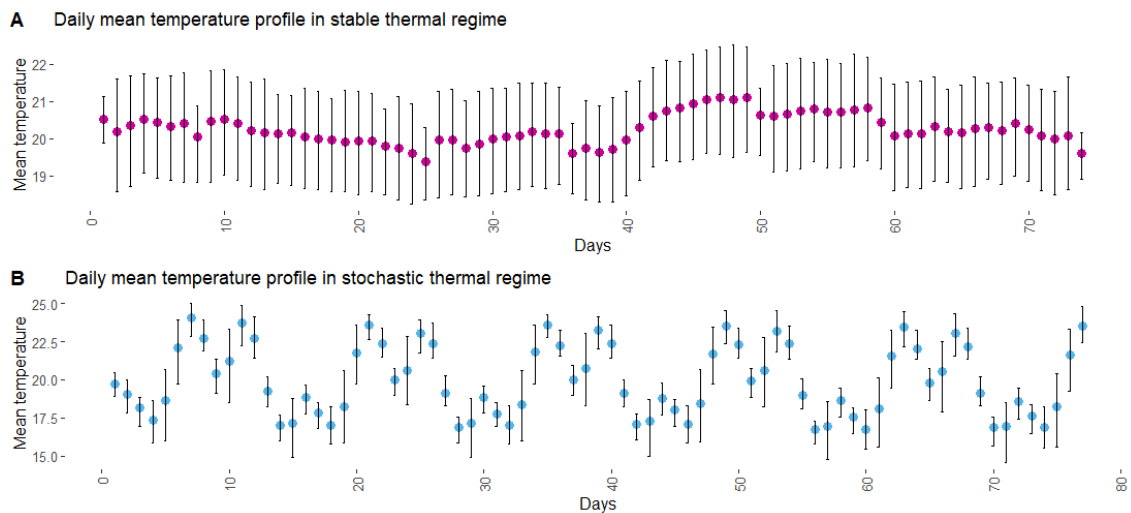 A Daily mean temperature profile in stable thermal regime
Mean temperature
22
21
20
19
0 10 20 30 40 50 60 70
Days
B Daily mean temperature profile in stochastic thermal regime
Mean temperature
25.0
22.5
20.0
17.5
15.0
0 10 20 30 40 50 60 70 80
Days